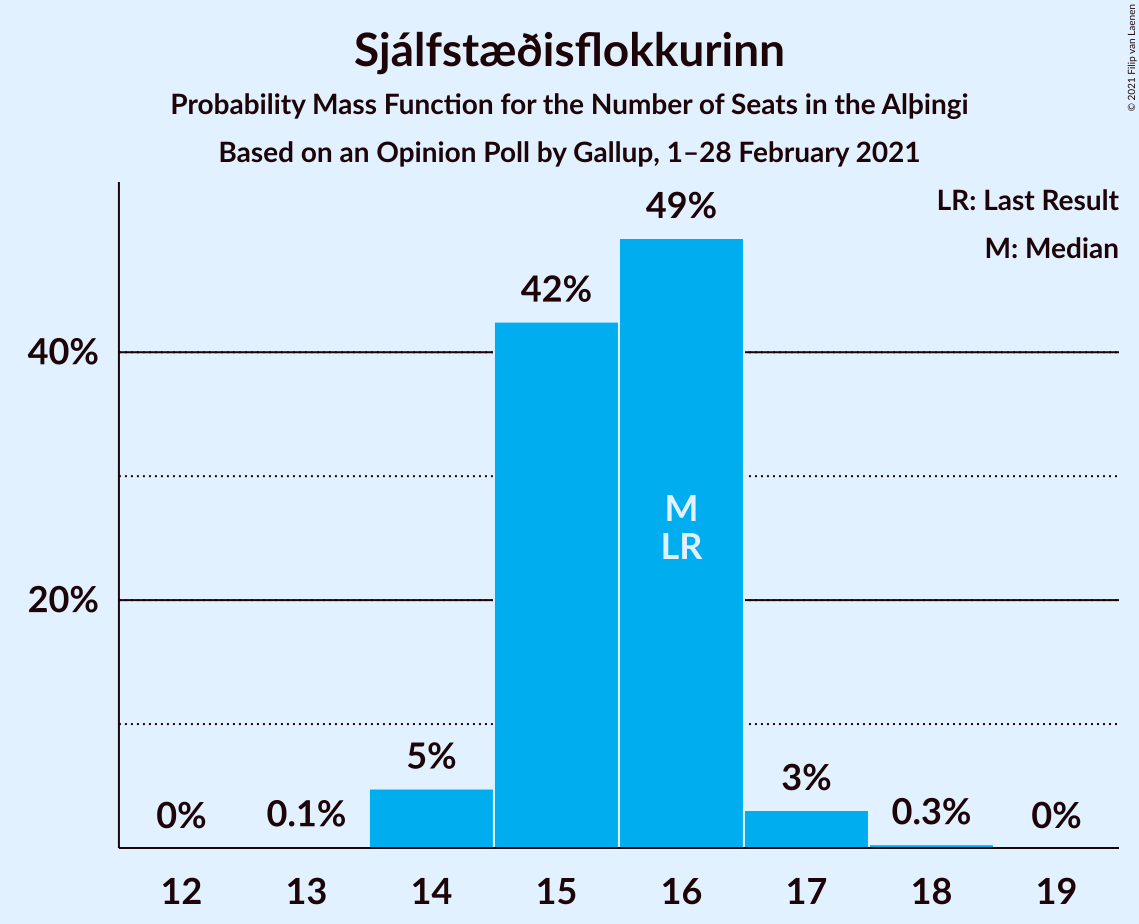 Sjálfstæðisflokkurinn
Probability Mass Function for the Number of Seats in the Alþingi
Based on an Opinion Poll by Gallup, 1–28 February 2021
© 2021 Filip van Laenen
LR: Last Result
M: Median
49%
42%
40%
M
LR
20%
5%
3%
0%
0.1%
0.3%
0%
12
13
14
15
16
17
18
19